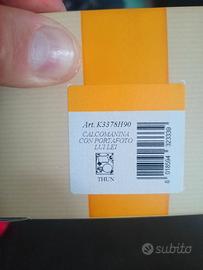 Art. K3378H90
CALCOMANINA
CON PORTAFOTO
LUI LEI
THUN
subito